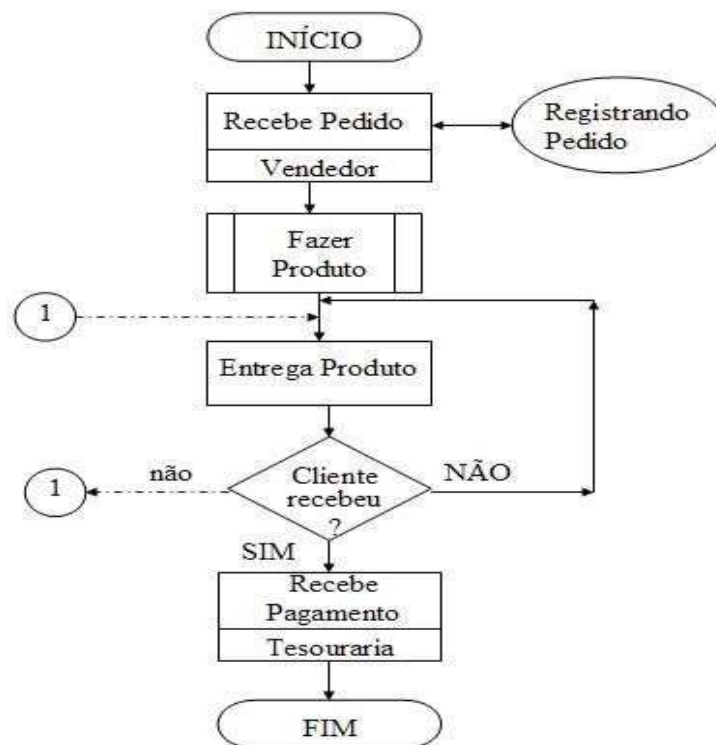 INÍCIO
Recebe Pedido
Vendedor
Registrando
Pedido
Fazer
Produto
1
Entrega Produto
1
não
Cliente
recebeu
?
NÃO
SIM
Recebe
Pagamento
Tesouraria
FIM